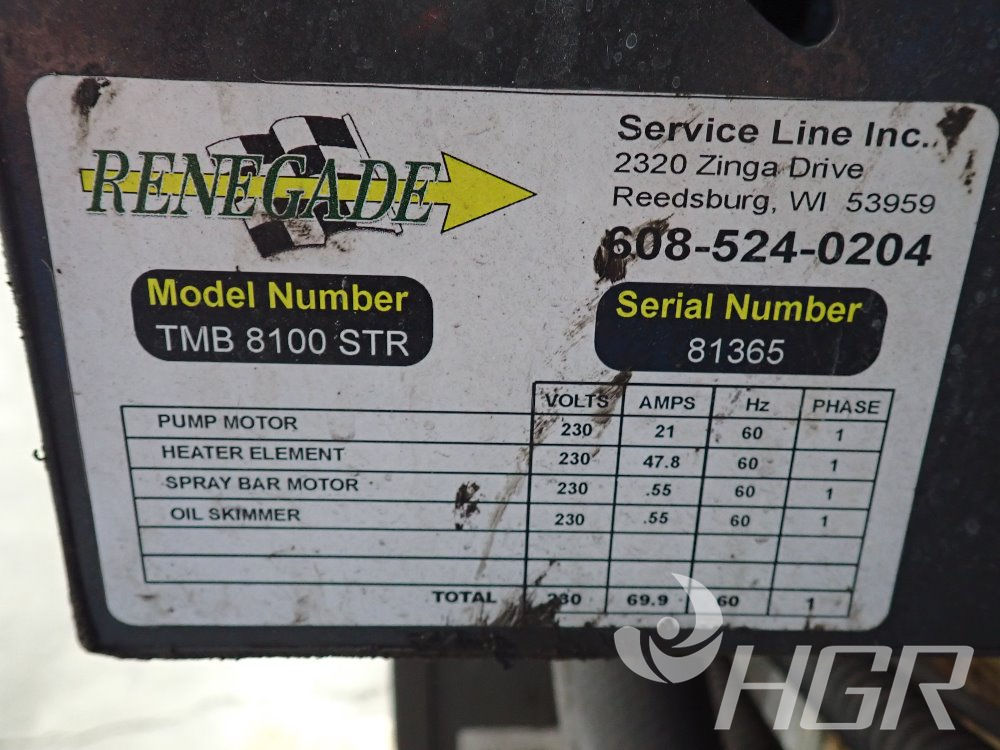 RENEGADE
Service Line Inc.
2320 Zinga Drive
Reedsburg, WI 53959
608-524-0204
Model Number
TMB 8100 STR
Serial Number
81365
VOLTS AMPS Hz PHASE
PUMP MOTOR 230 21 60 1
HEATER ELEMENT 230 47.8 60 1
SPRAY BAR MOTOR 230 .55 60 1
OIL SKIMMER 230 .55 60 1
TOTAL 230 69.9 60 1
HGR